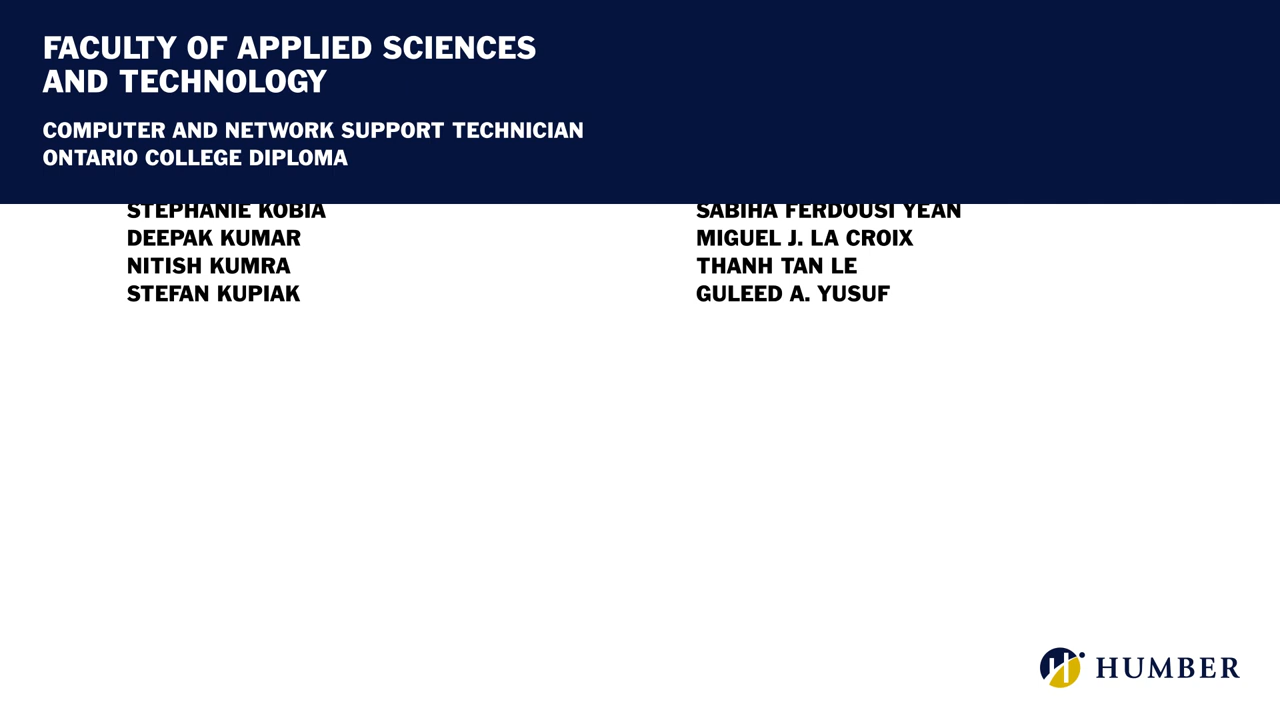 FACULTY OF APPLIED SCIENCES
AND TECHNOLOGY
COMPUTER AND NETWORK SUPPORT TECHNICIAN
ONTARIO COLLEGE DIPLOMA
STEPHANIE KOBIA
DEEPAK KUMAR
NITISH KUMRA
STEFAN KUPIAK
SABIHA FERDOUSI YEAN
MIGUEL J. LA CROIX
THANH TAN LE
GULEED A. YUSUF
HUMBER